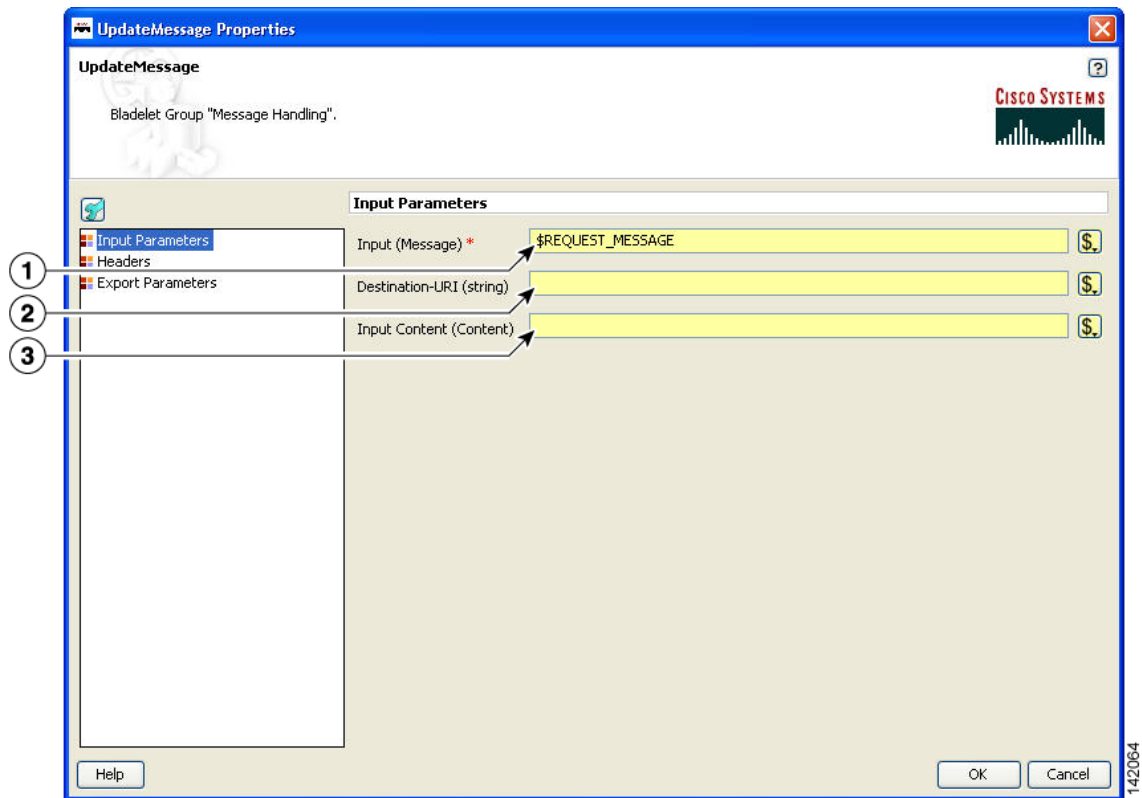 UpdateMessage Properties
UpdateMessage
?
Bladelet Group "Message Handling".
CISCO SYSTEMS
Input Parameters
Input Parameters
Headers
Export Parameters
Input (Message) *
$REQUEST_MESSAGE
$
Destination-URI (string)
$
Input Content (Content)
$
1
2
3
Help
OK
Cancel
142064